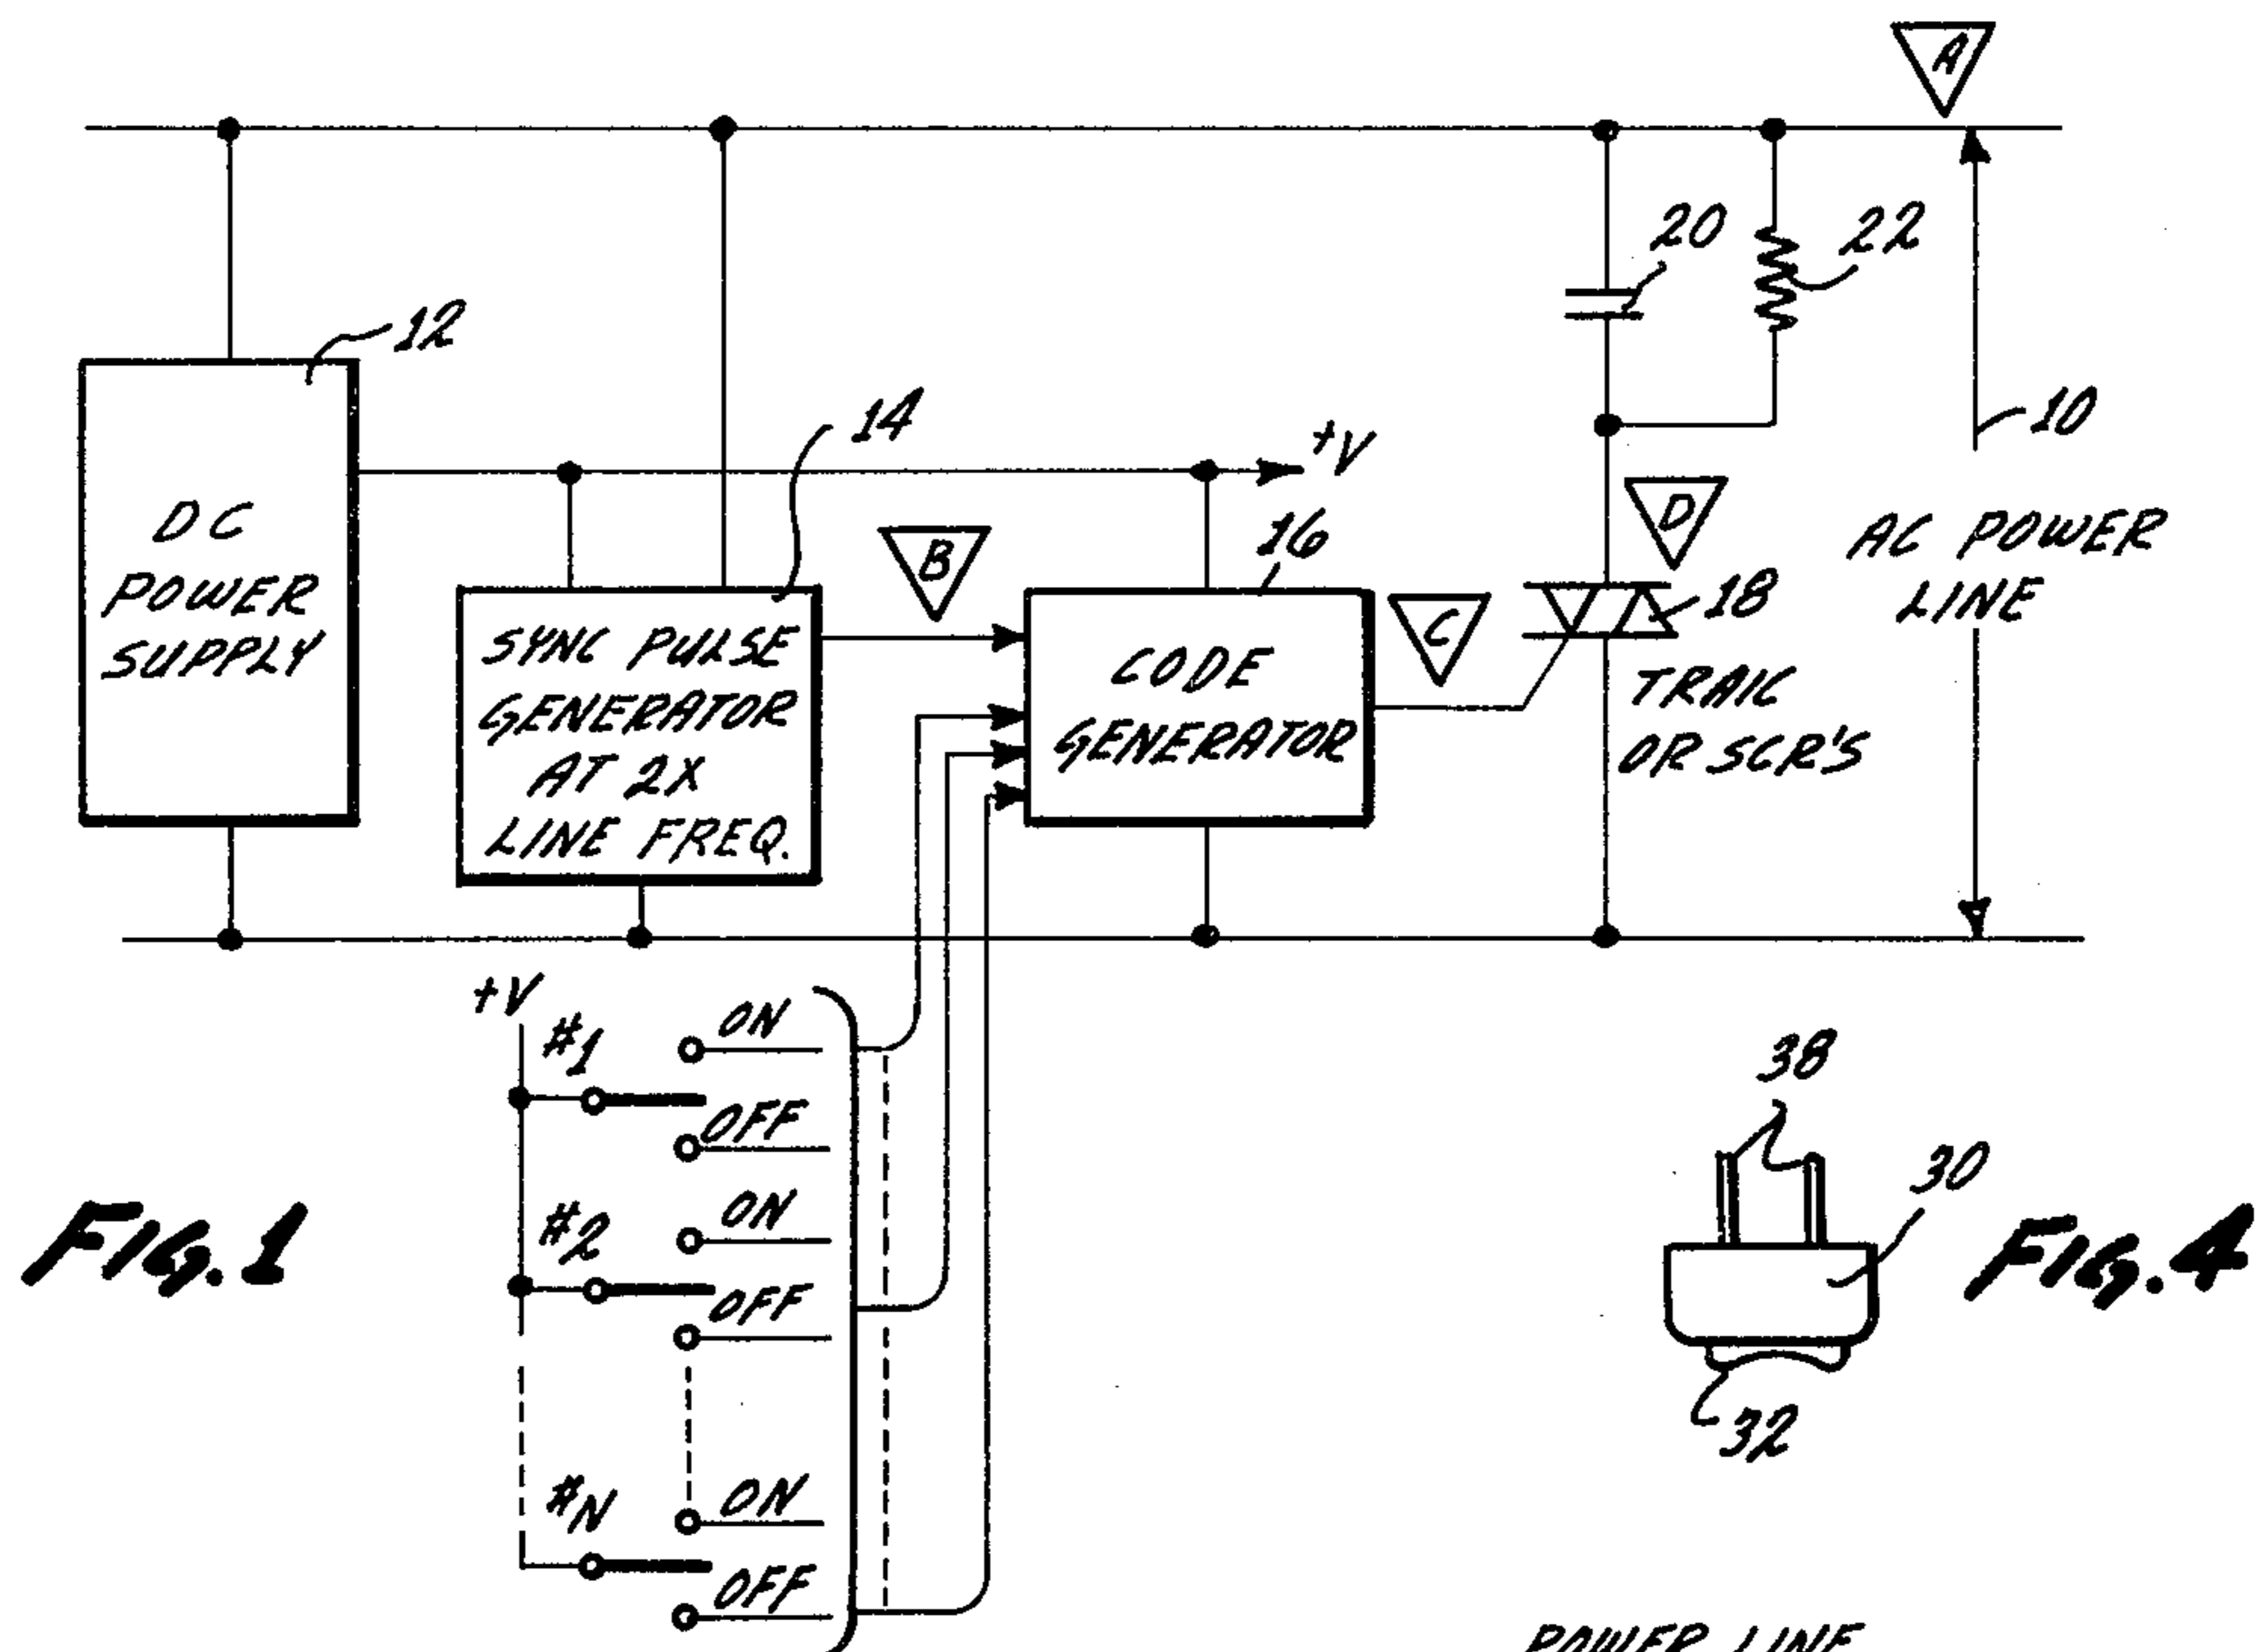 A
20
22
12
14
+V
10
DC
POWER
SUPPLY
B
16
D
AC POWER
LINE
18
SYNC PULSE
GENERATOR
AT 2X
LINE FREQ.
CODE
GENERATOR
C
TRAIC
OR SCR'S
+V
#1
ON
OFF
#2
ON
OFF
#N
ON
OFF
FIG. 1
38
30
32
FIG. 4
POWER LINE